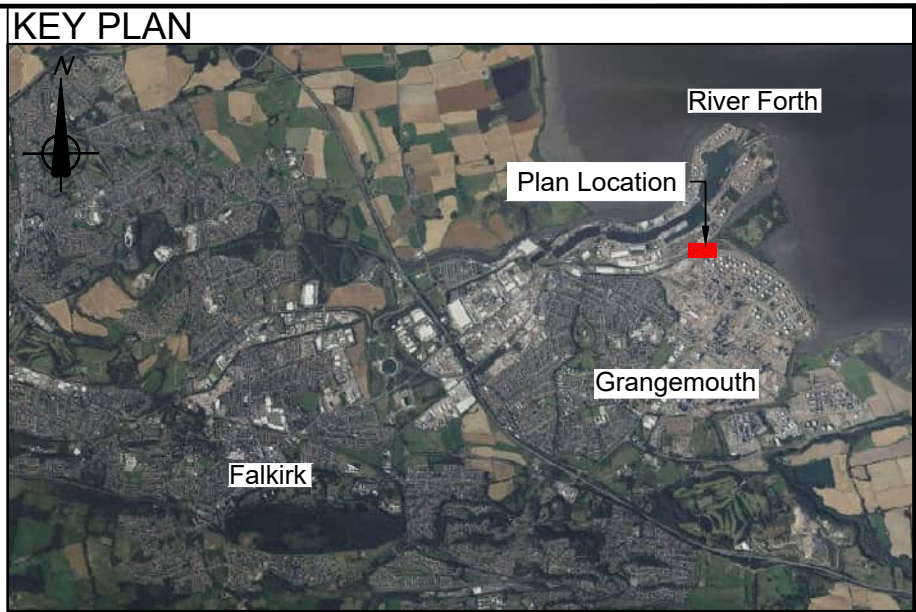 KEY PLAN
N
River Forth
Plan Location
Grangemouth
Falkirk